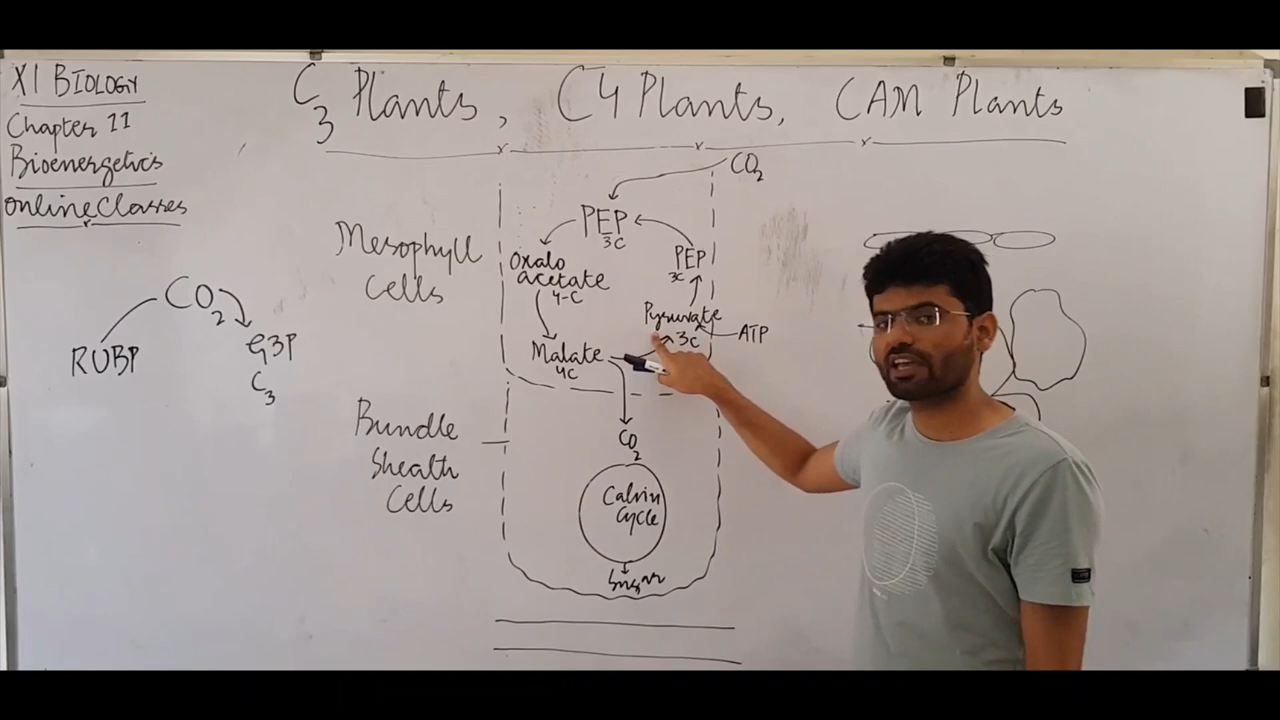 XI BIOLOGY
Chapter 11
Bioenergetics
Online Classes
C3 Plants, C4 Plants, CAM Plants
CO2
RUBP
G3P
C3
Mesophyll
Cells
Bundle
Sheath
Cells
CO2
PEP
3C
Oxalo
acetate
4-C
Malate
4C
PEP
3C
Pyruvate
3C
ATP
CO2
Calvin
Cycle
Sugar